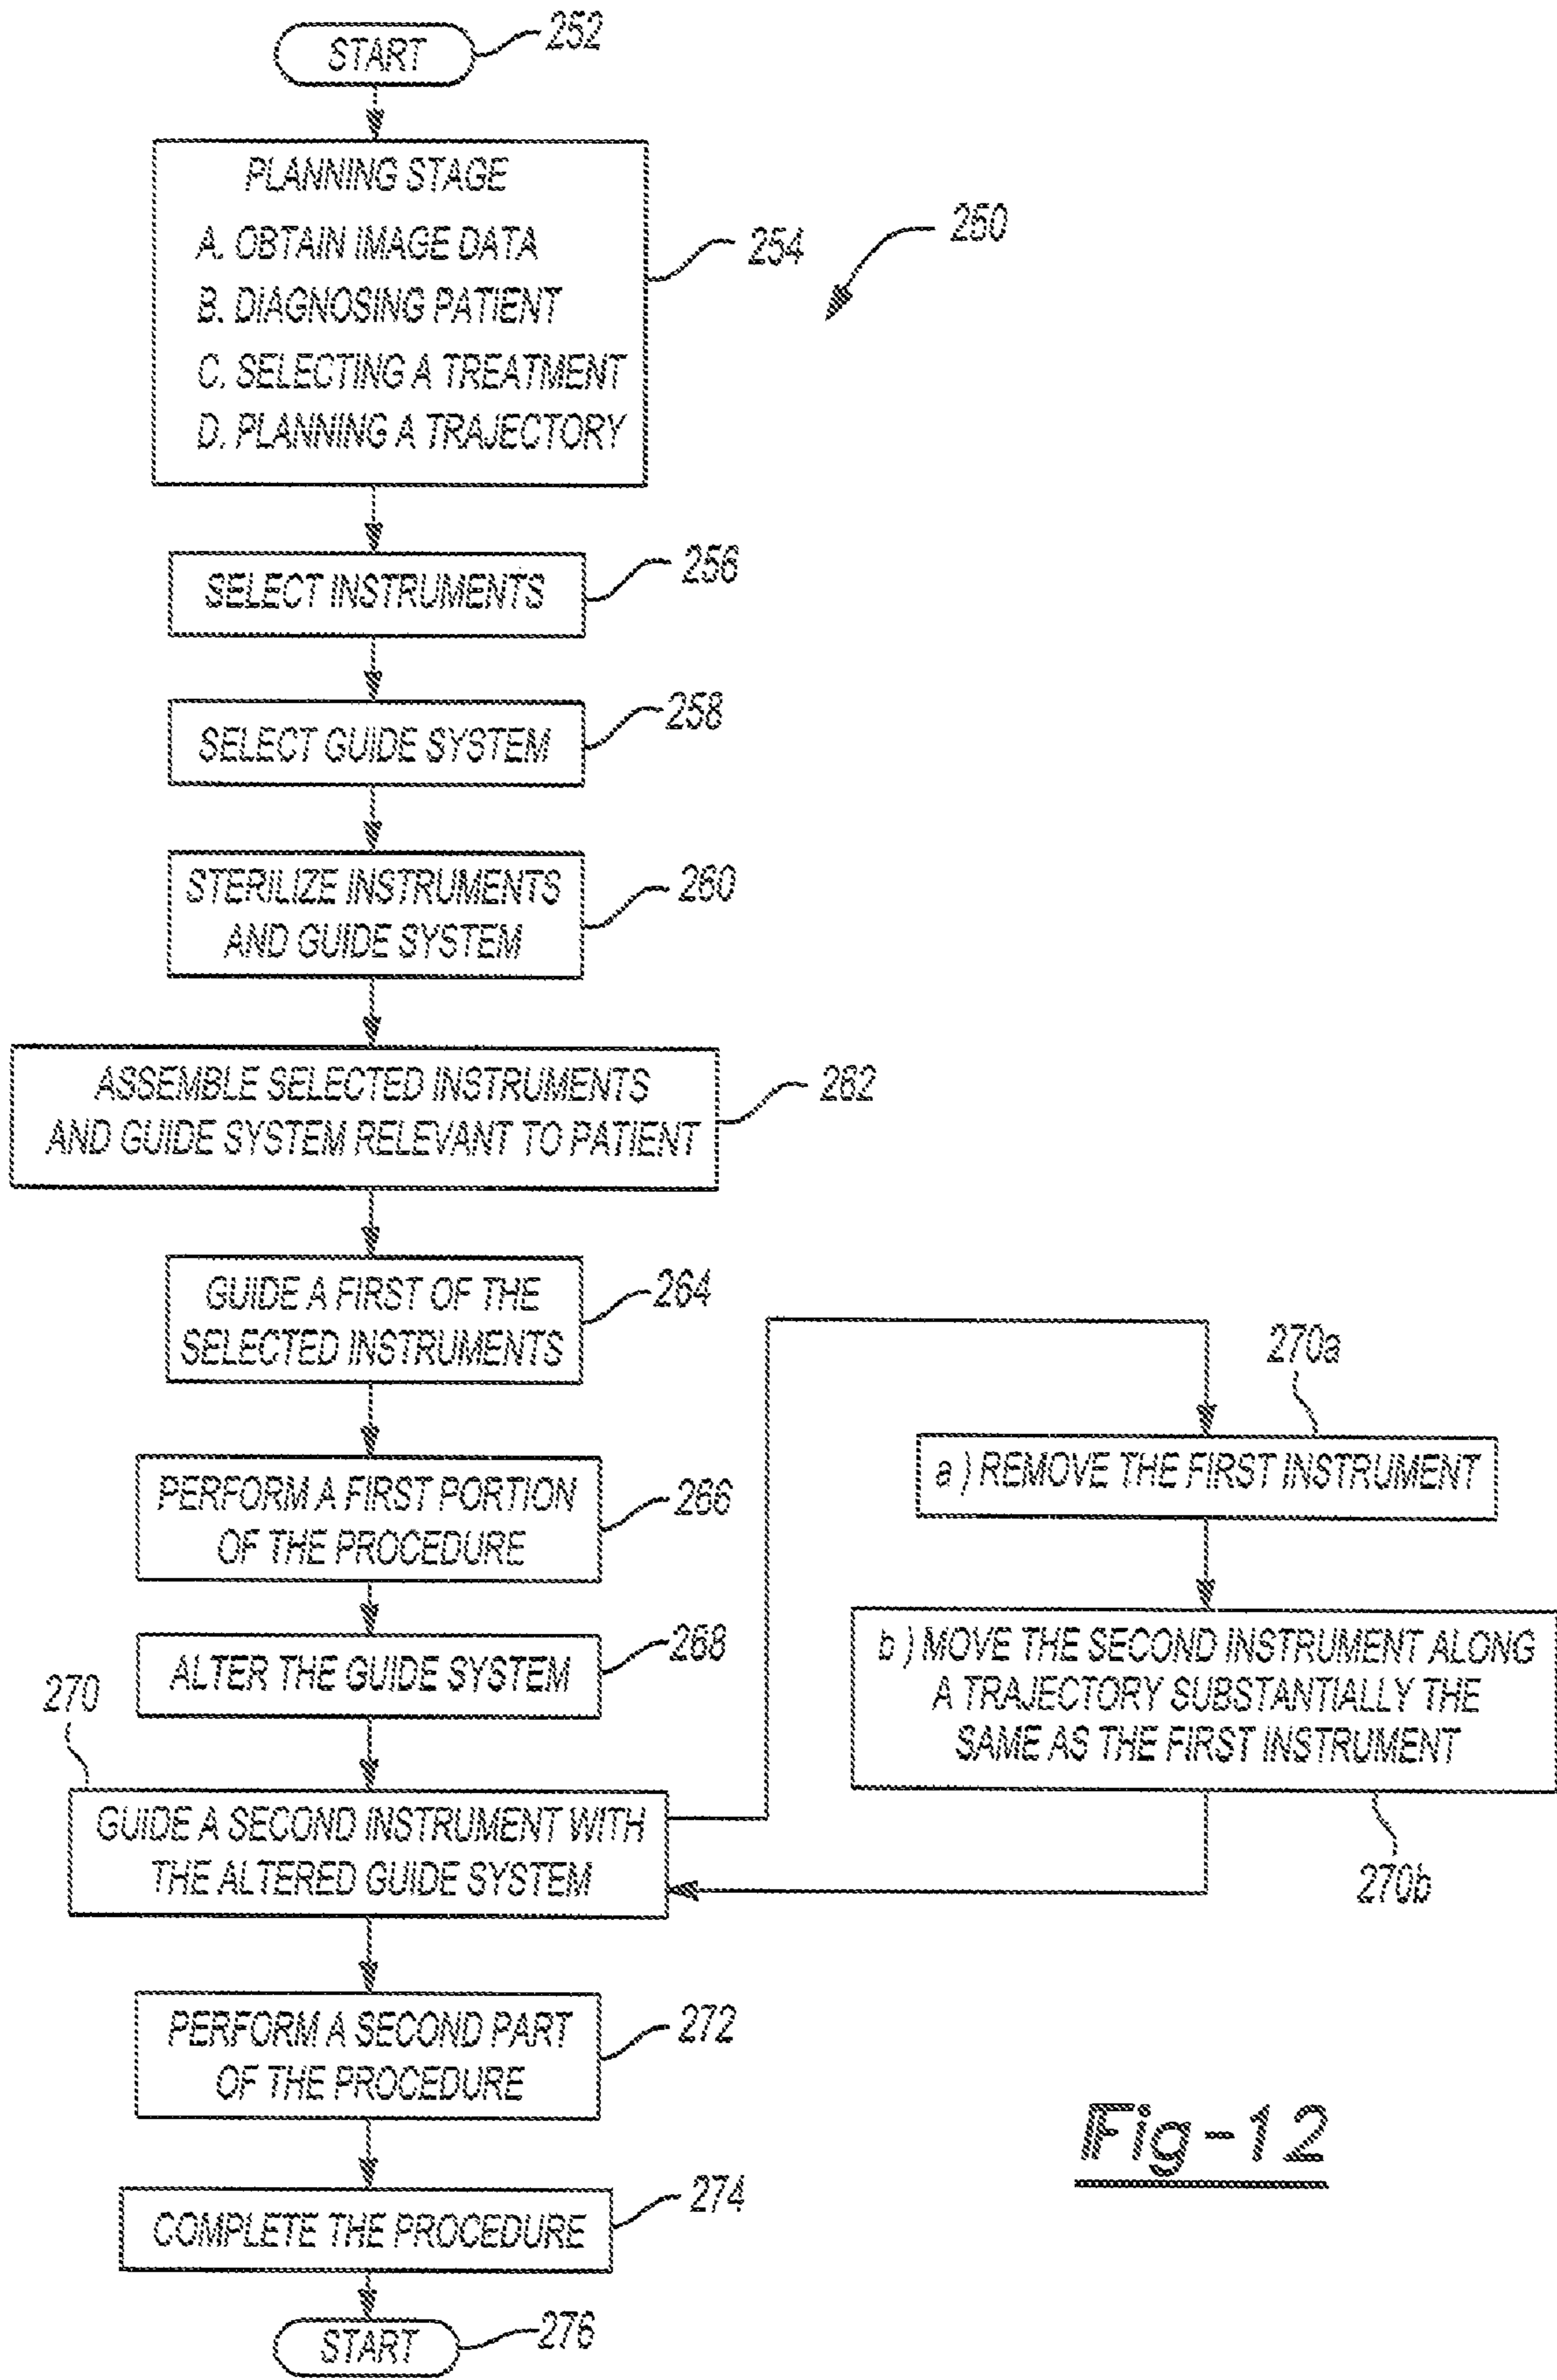 START
252
PLANNING STAGE
A. OBTAIN IMAGE DATA
B. DIAGNOSING PATIENT
C. SELECTING A TREATMENT
D. PLANNING A TRAJECTORY
254
250
SELECT INSTRUMENTS
256
SELECT GUIDE SYSTEM
258
STERILIZE INSTRUMENTS
AND GUIDE SYSTEM
260
ASSEMBLE SELECTED INSTRUMENTS
AND GUIDE SYSTEM RELEVANT TO PATIENT
262
GUIDE A FIRST OF THE
SELECTED INSTRUMENTS
264
PERFORM A FIRST PORTION
OF THE PROCEDURE
266
ALTER THE GUIDE SYSTEM
268
270
GUIDE A SECOND INSTRUMENT WITH
THE ALTERED GUIDE SYSTEM
270a
a ) REMOVE THE FIRST INSTRUMENT
b ) MOVE THE SECOND INSTRUMENT ALONG
A TRAJECTORY SUBSTANTIALLY THE
SAME AS THE FIRST INSTRUMENT
270b
PERFORM A SECOND PART
OF THE PROCEDURE
272
COMPLETE THE PROCEDURE
274
START
276
Fig-12